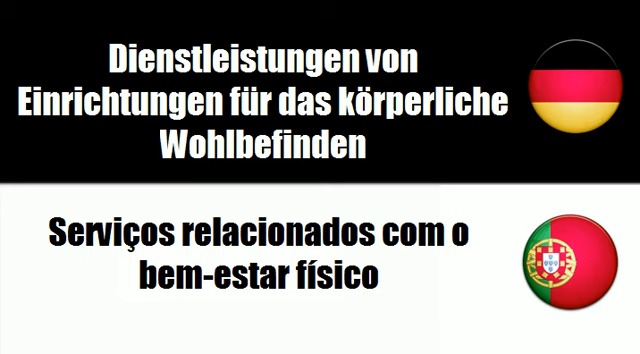 Dienstleistungen von
Einrichtungen für das körperliche
Wohlbefinden
Serviços relacionados com o
bem-estar físico